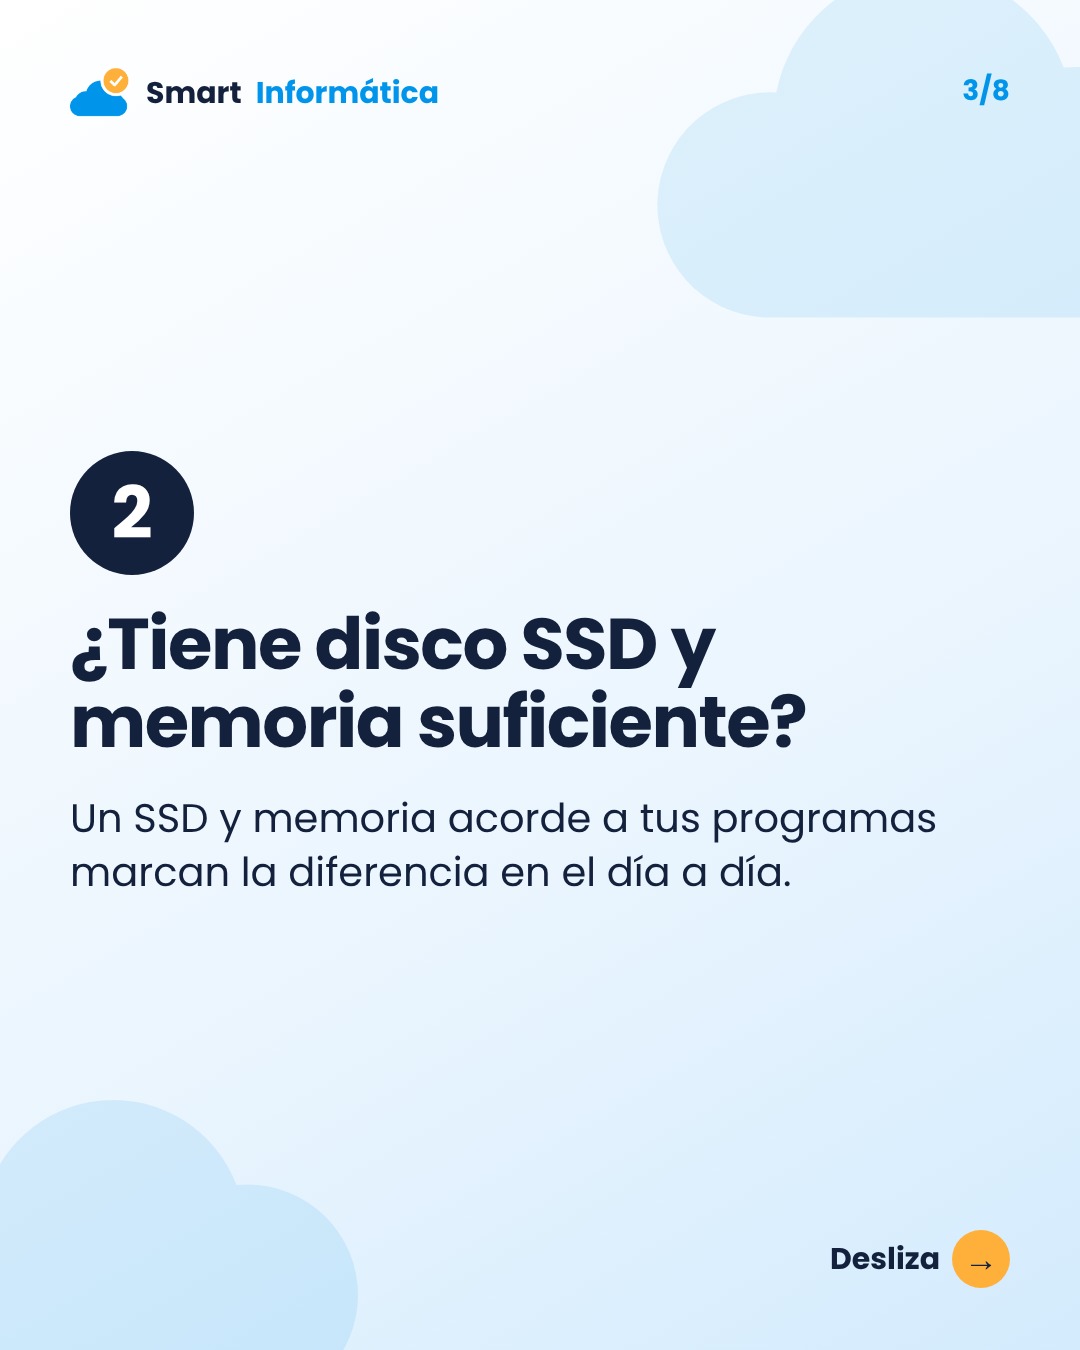 Smart Informática
3/8
2
¿Tiene disco SSD y
memoria suficiente?
Un SSD y memoria acorde a tus programas
marcan la diferencia en el día a día.
Desliza →